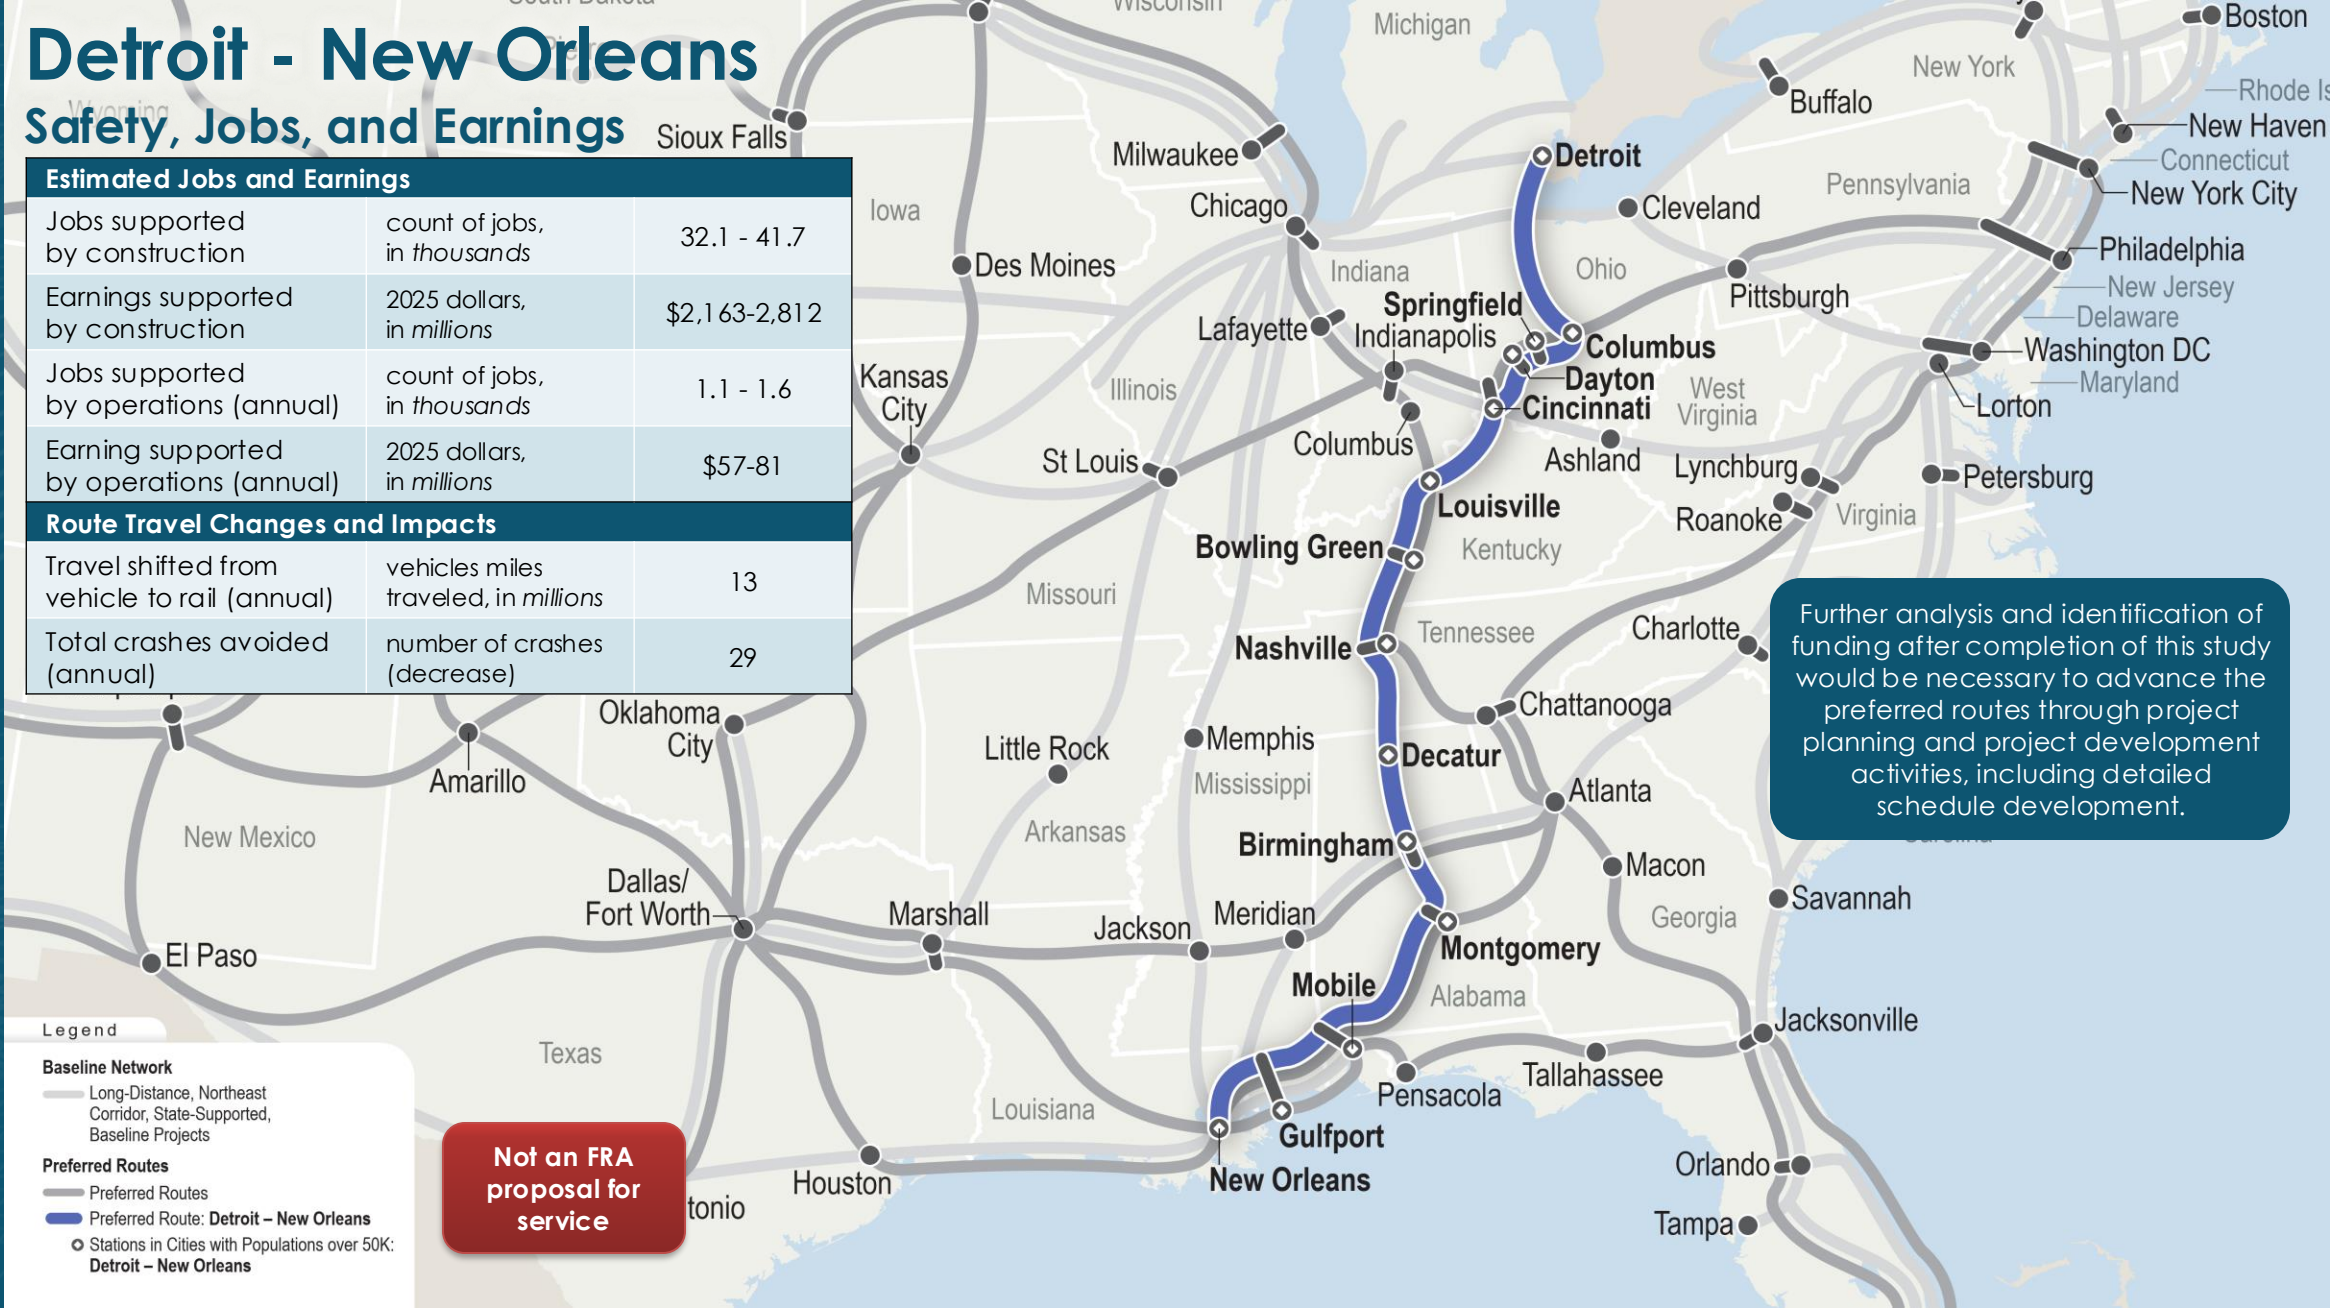 Detroit - New Orleans
Safety, Jobs, and Earnings
Estimated Jobs and Earnings
Jobs supported
by construction
count of jobs,
in thousands
32.1 - 41.7
Earnings supported
by construction
2025 dollars,
in millions
$2,163-2,812
Jobs supported
by operations (annual)
count of jobs,
in thousands
1.1 - 1.6
Earning supported
by operations (annual)
2025 dollars,
in millions
$57-81
Route Travel Changes and Impacts
Travel shifted from
vehicle to rail (annual)
vehicles miles
traveled, in millions
13
Total crashes avoided
(annual)
number of crashes
(decrease)
29
South Dakota
Pierre
Wyoming
Sioux Falls
Wisconsin
Michigan
Boston
New York
Buffalo
New Haven
Connecticut
New York City
Milwaukee
Detroit
Pennsylvania
Cleveland
Chicago
Iowa
Des Moines
Philadelphia
New Jersey
Delaware
Washington DC
Maryland
Lorton
Indiana
Ohio
Pittsburgh
Springfield
Lafayette
Indianapolis
Columbus
Dayton
Cincinnati
West
Virginia
Kansas
City
Illinois
Columbus
Ashland
Lynchburg
Petersburg
St Louis
Louisville
Roanoke
Virginia
Bowling Green
Kentucky
Missouri
Nashville
Tennessee
Charlotte
Further analysis and identification of
funding after completion of this study
would be necessary to advance the
preferred routes through project
planning and project development
activities, including detailed
schedule development.
Oklahoma
City
Chattanooga
Memphis
Little Rock
Decatur
Amarillo
Mississippi
Atlanta
New Mexico
Arkansas
Birmingham
Macon
Dallas/
Fort Worth
Marshall
Jackson
Meridian
Georgia
Savannah
El Paso
Montgomery
Mobile
Alabama
Jacksonville
Texas
Tallahassee
Pensacola
Louisiana
Gulfport
New Orleans
Houston
tonio
Orlando
Tampa
Legend
Baseline Network
Long-Distance, Northeast
Corridor, State-Supported,
Baseline Projects
Preferred Routes
Preferred Routes
Preferred Route: Detroit – New Orleans
Stations in Cities with Populations over 50K:
Detroit – New Orleans
Not an FRA
proposal for
service